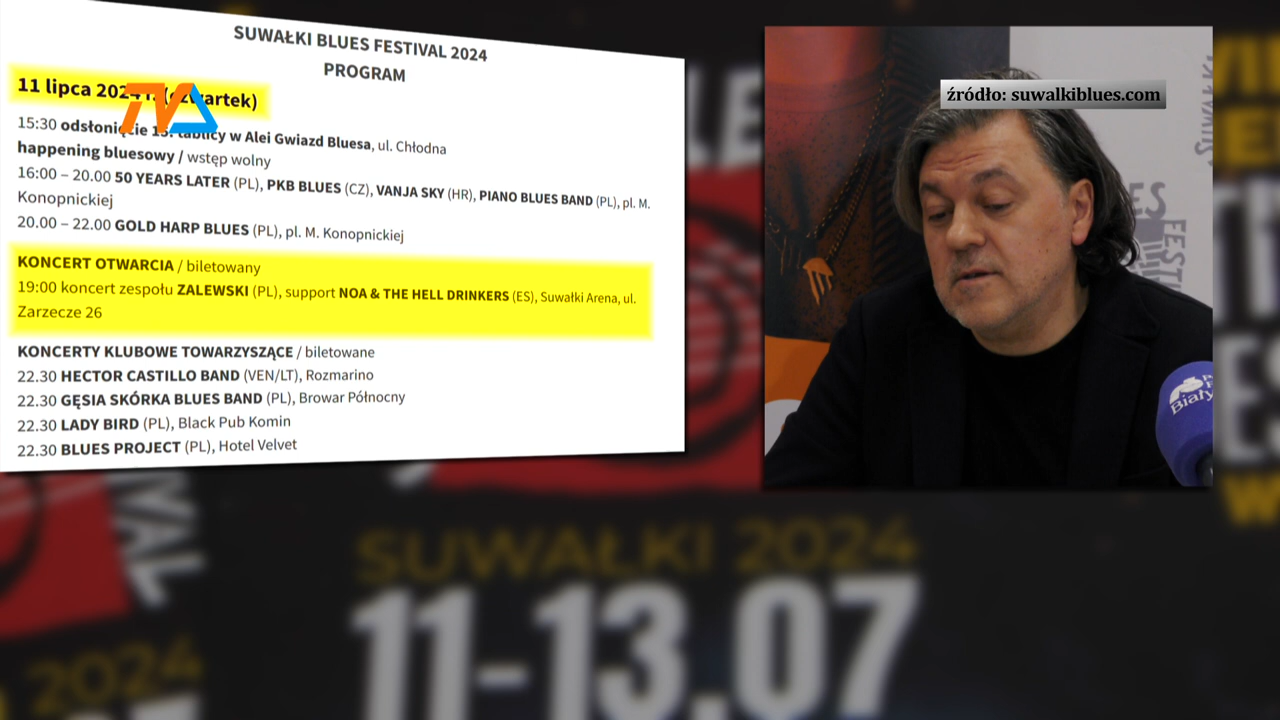 SUWAŁKI BLUES FESTIVAL 2024
PROGRAM
11 lipca 2024 r. (czwartek)
15:30 odsłonięcie 15. tablicy w Alei Gwiazd Bluesa, ul. Chłodna
happening bluesowy / wstęp wolny
16:00 – 20.00 50 YEARS LATER (PL), PKB BLUES (CZ), VANJA SKY (HR), PIANO BLUES BAND (PL), pl. M.
Konopnickiej
20.00 – 22.00 GOLD HARP BLUES (PL), pl. M. Konopnickiej
KONCERT OTWARCIA / biletowany
19:00 koncert zespołu ZALEWSKI (PL), support NOA & THE HELL DRINKERS (ES), Suwałki Arena, ul.
Zarzecze 26
KONCERTY KLUBOWE TOWARZYSZĄCE / biletowane
22.30 HECTOR CASTILLO BAND (VEN/LT), Rozmarino
22.30 GĘSIA SKÓRKA BLUES BAND (PL), Browar Północny
22.30 LADY BIRD (PL), Black Pub Komin
22.30 BLUES PROJECT (PL), Hotel Velvet
TVA
źródło: suwalkiblues.com
Biały
SUWAŁKI 2024
11-13.07
2024